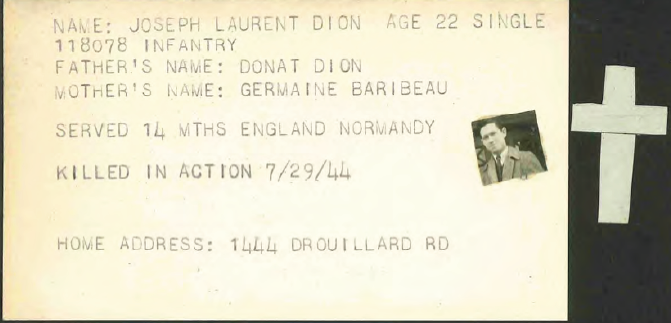 NAME: JOSEPH LAURENT DION AGE 22 SINGLE
118078 INFANTRY
FATHER'S NAME: DONAT DION
MOTHER'S NAME: GERMAINE BARIBEAU
SERVED 14 MTHS ENGLAND NORMANDY
KILLED IN ACTION 7/29/44
HOME ADDRESS: 1444 DROUILLARD RD